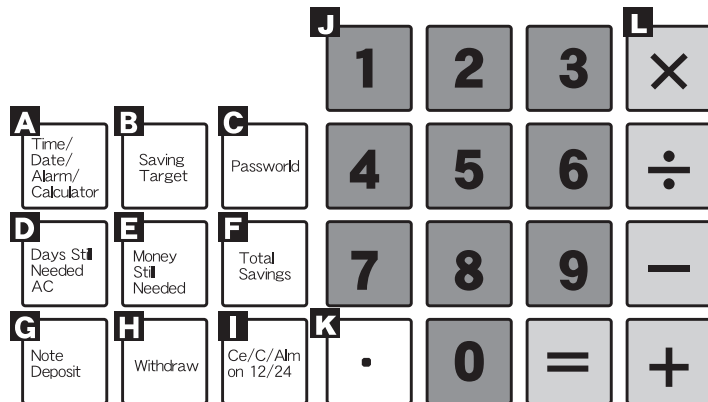 J
L
1 2 3 ×
A
B
C
Time/
Date/
Alarm/
Calculator
Saving
Target
Passworld
4 5 6 ÷
D
E
F
Days Still
Needed
AC
Money
Still
Needed
Total
Savings
7 8 9 −
G
H
I
K
Note
Deposit
Withdraw
Ce/C/Alm
on 12/24
. 0 = +